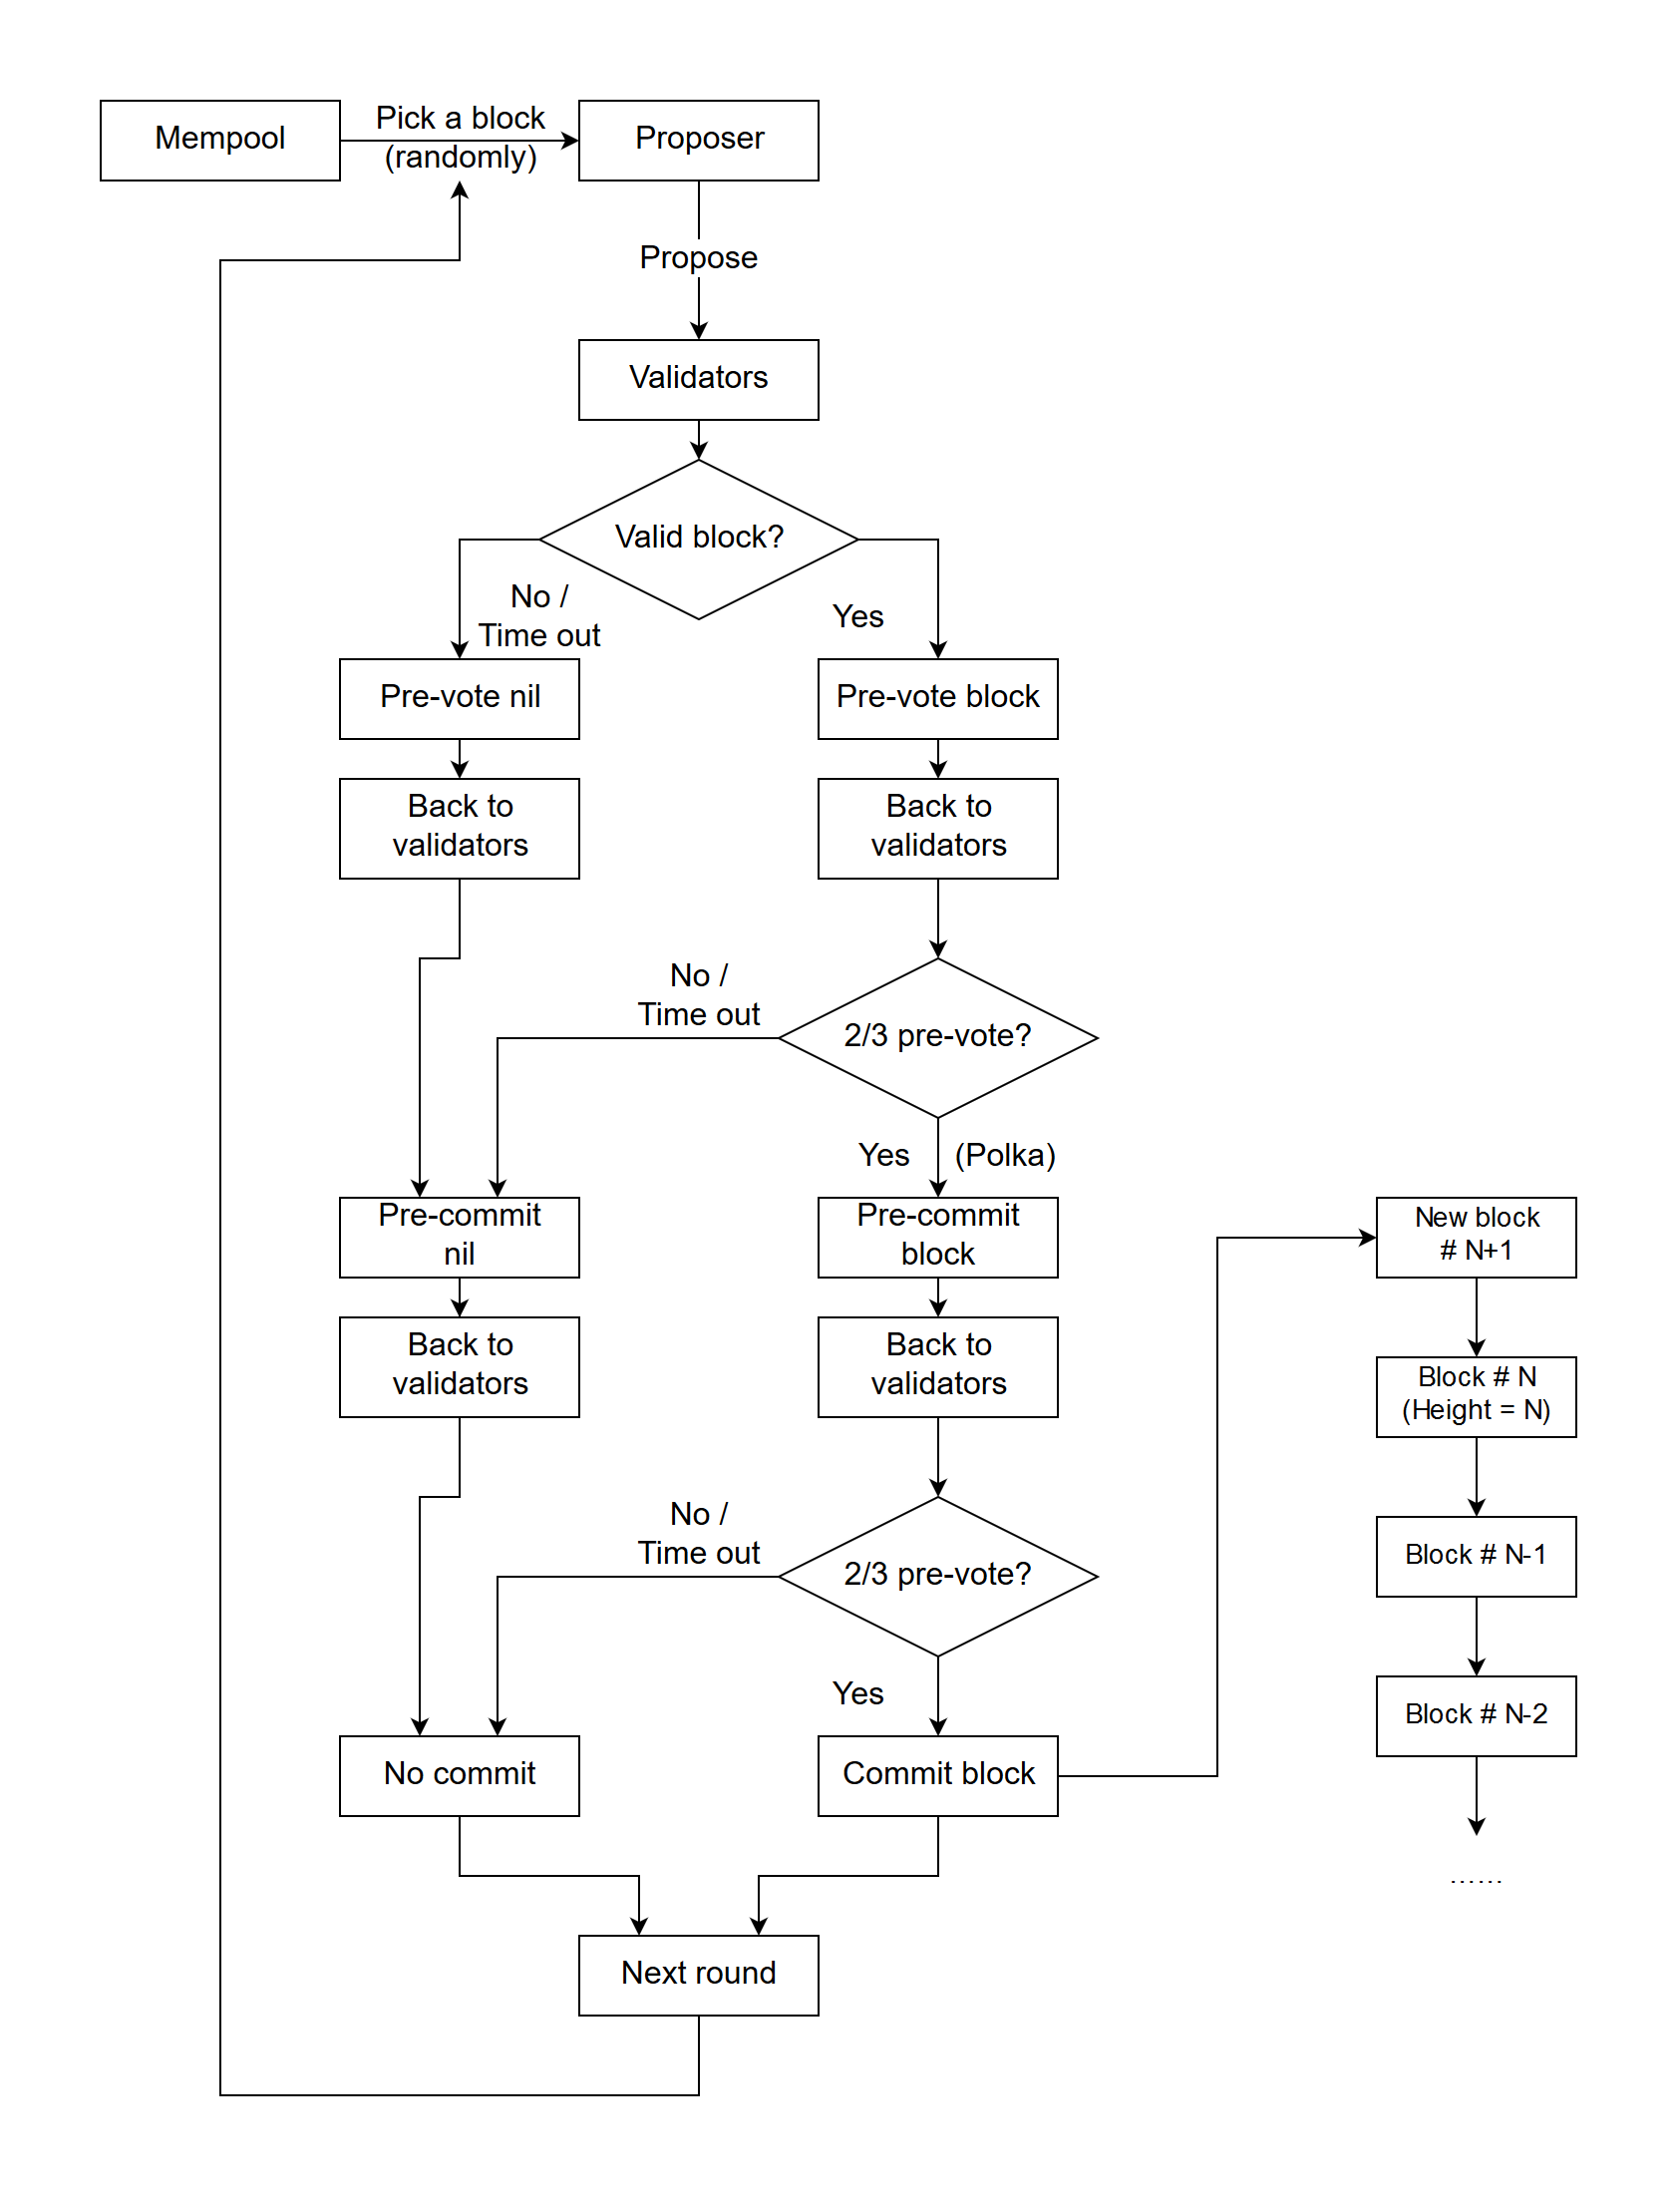 Mempool
Pick a block
(randomly)
Proposer
Propose
Validators
Valid block?
No /
Time out
Yes
Pre-vote nil
Pre-vote block
Back to
validators
Back to
validators
No /
Time out
2/3 pre-vote?
Yes
(Polka)
Pre-commit
nil
Pre-commit
block
Back to
validators
Back to
validators
No /
Time out
2/3 pre-vote?
Yes
No commit
Commit block
Next round
New block
# N+1
Block # N
(Height = N)
Block # N-1
Block # N-2
......